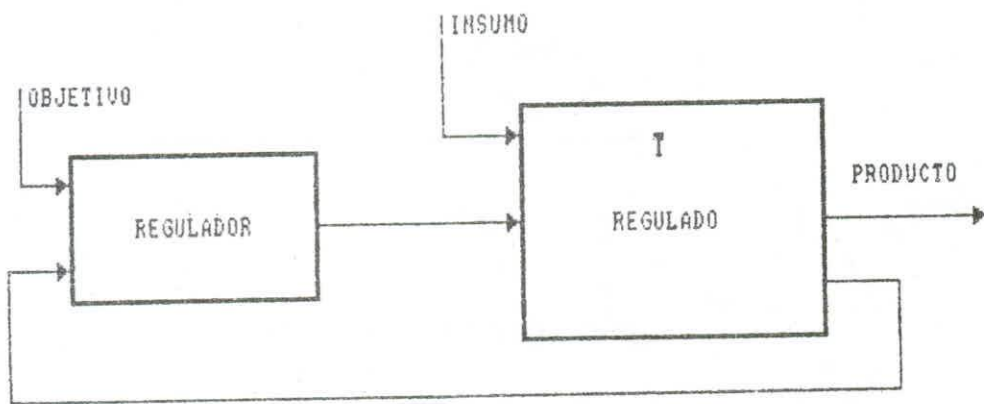 INSUMO
OBJETIVO
T
PRODUCTO
REGULADOR
REGULADO